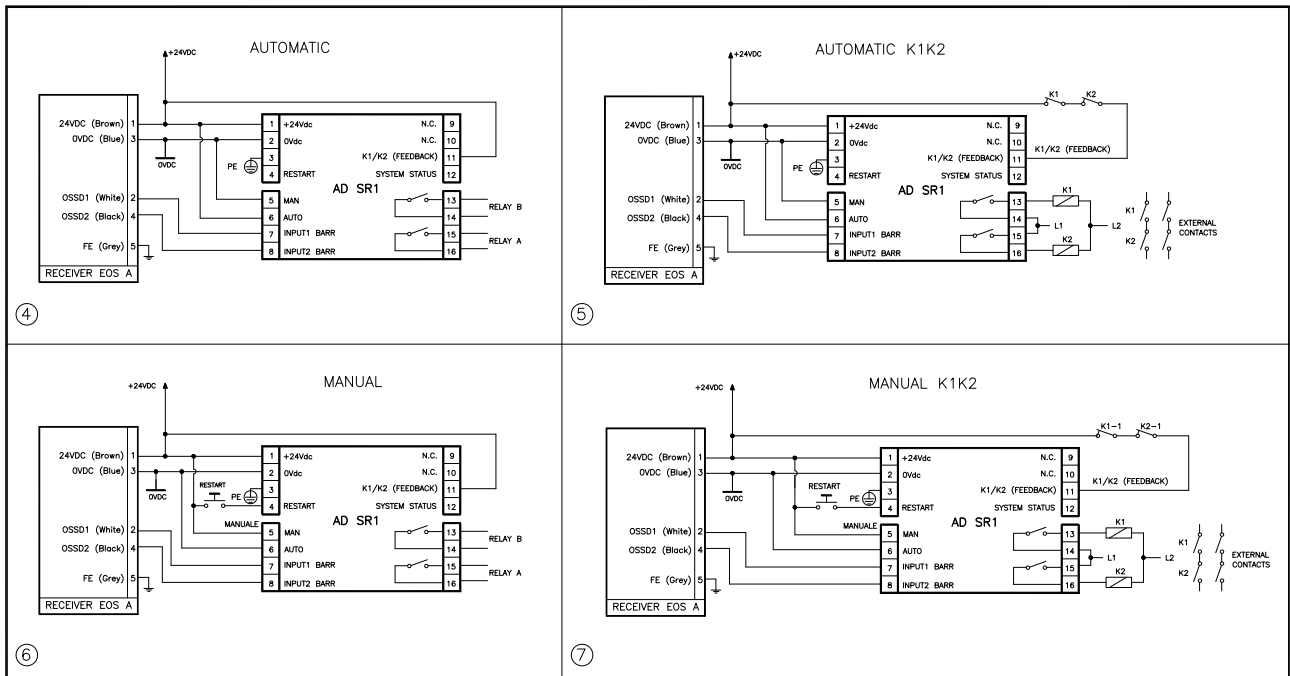 AUTOMATIC
+24VDC
24VDC (Brown) 1
0VDC (Blue) 3
0VDC
OSSD1 (White) 2
OSSD2 (Black) 4
FE (Grey) 5
RECEIVER EOS A
1 +24Vdc N.C. 9
2 0Vdc N.C. 10
PE 3 K1/K2 (FEEDBACK) 11
4 RESTART SYSTEM STATUS 12
AD SR1
5 MAN 13
6 AUTO 14
RELAY B
7 INPUT1 BARR 15
8 INPUT2 BARR 16
RELAY A
4
AUTOMATIC K1K2
+24VDC
K1 K2
24VDC (Brown) 1
0VDC (Blue) 3
0VDC
OSSD1 (White) 2
OSSD2 (Black) 4
FE (Grey) 5
RECEIVER EOS A
1 +24Vdc N.C. 9
2 0Vdc N.C. 10
K1/K2 (FEEDBACK)
PE 3 K1/K2 (FEEDBACK) 11
4 RESTART SYSTEM STATUS 12
AD SR1
5 MAN 13
6 AUTO 14
7 INPUT1 BARR 15
8 INPUT2 BARR 16
K1
L1 L2
K2
K1
K2
EXTERNAL
CONTACTS
5
MANUAL
+24VDC
24VDC (Brown) 1
0VDC (Blue) 3
0VDC
OSSD1 (White) 2
OSSD2 (Black) 4
FE (Grey) 5
RECEIVER EOS A
1 +24Vdc N.C. 9
2 0Vdc N.C. 10
RESTART
PE 3 K1/K2 (FEEDBACK) 11
4 RESTART SYSTEM STATUS 12
AD SR1
MANUALE
5 MAN 13
6 AUTO 14
RELAY B
7 INPUT1 BARR 15
8 INPUT2 BARR 16
RELAY A
6
MANUAL K1K2
+24VDC
K1-1 K2-1
24VDC (Brown) 1
0VDC (Blue) 3
0VDC
OSSD1 (White) 2
OSSD2 (Black) 4
FE (Grey) 5
RECEIVER EOS A
1 +24Vdc N.C. 9
2 0Vdc N.C. 10
K1/K2 (FEEDBACK)
RESTART
PE 3 K1/K2 (FEEDBACK) 11
4 RESTART SYSTEM STATUS 12
AD SR1
MANUALE
5 MAN 13
6 AUTO 14
7 INPUT1 BARR 15
8 INPUT2 BARR 16
K1
L1 L2
K2
K1
K2
EXTERNAL
CONTACTS
7